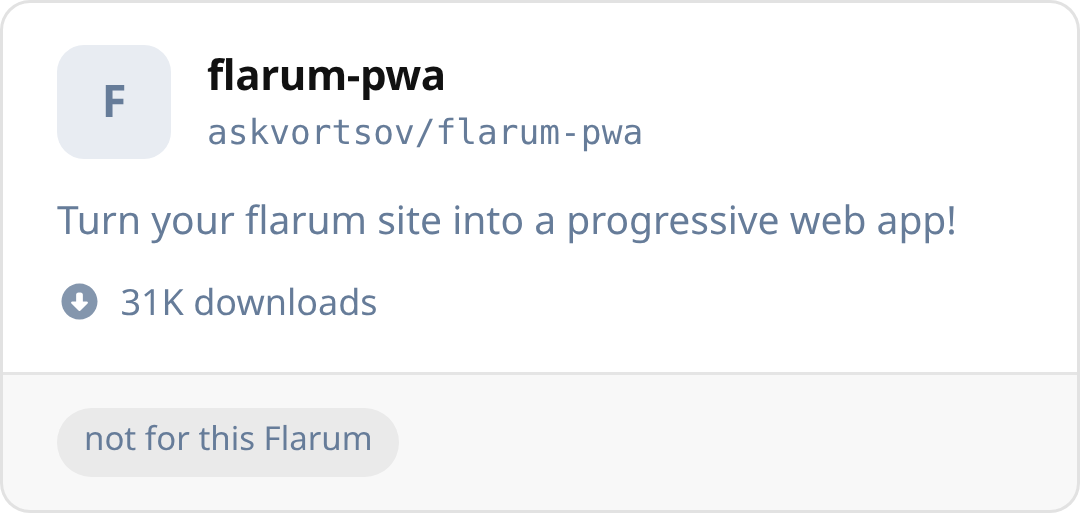 F
flarum-pwa
askvortsov/flarum-pwa
Turn your flarum site into a progressive web app!
31K downloads
not for this Flarum